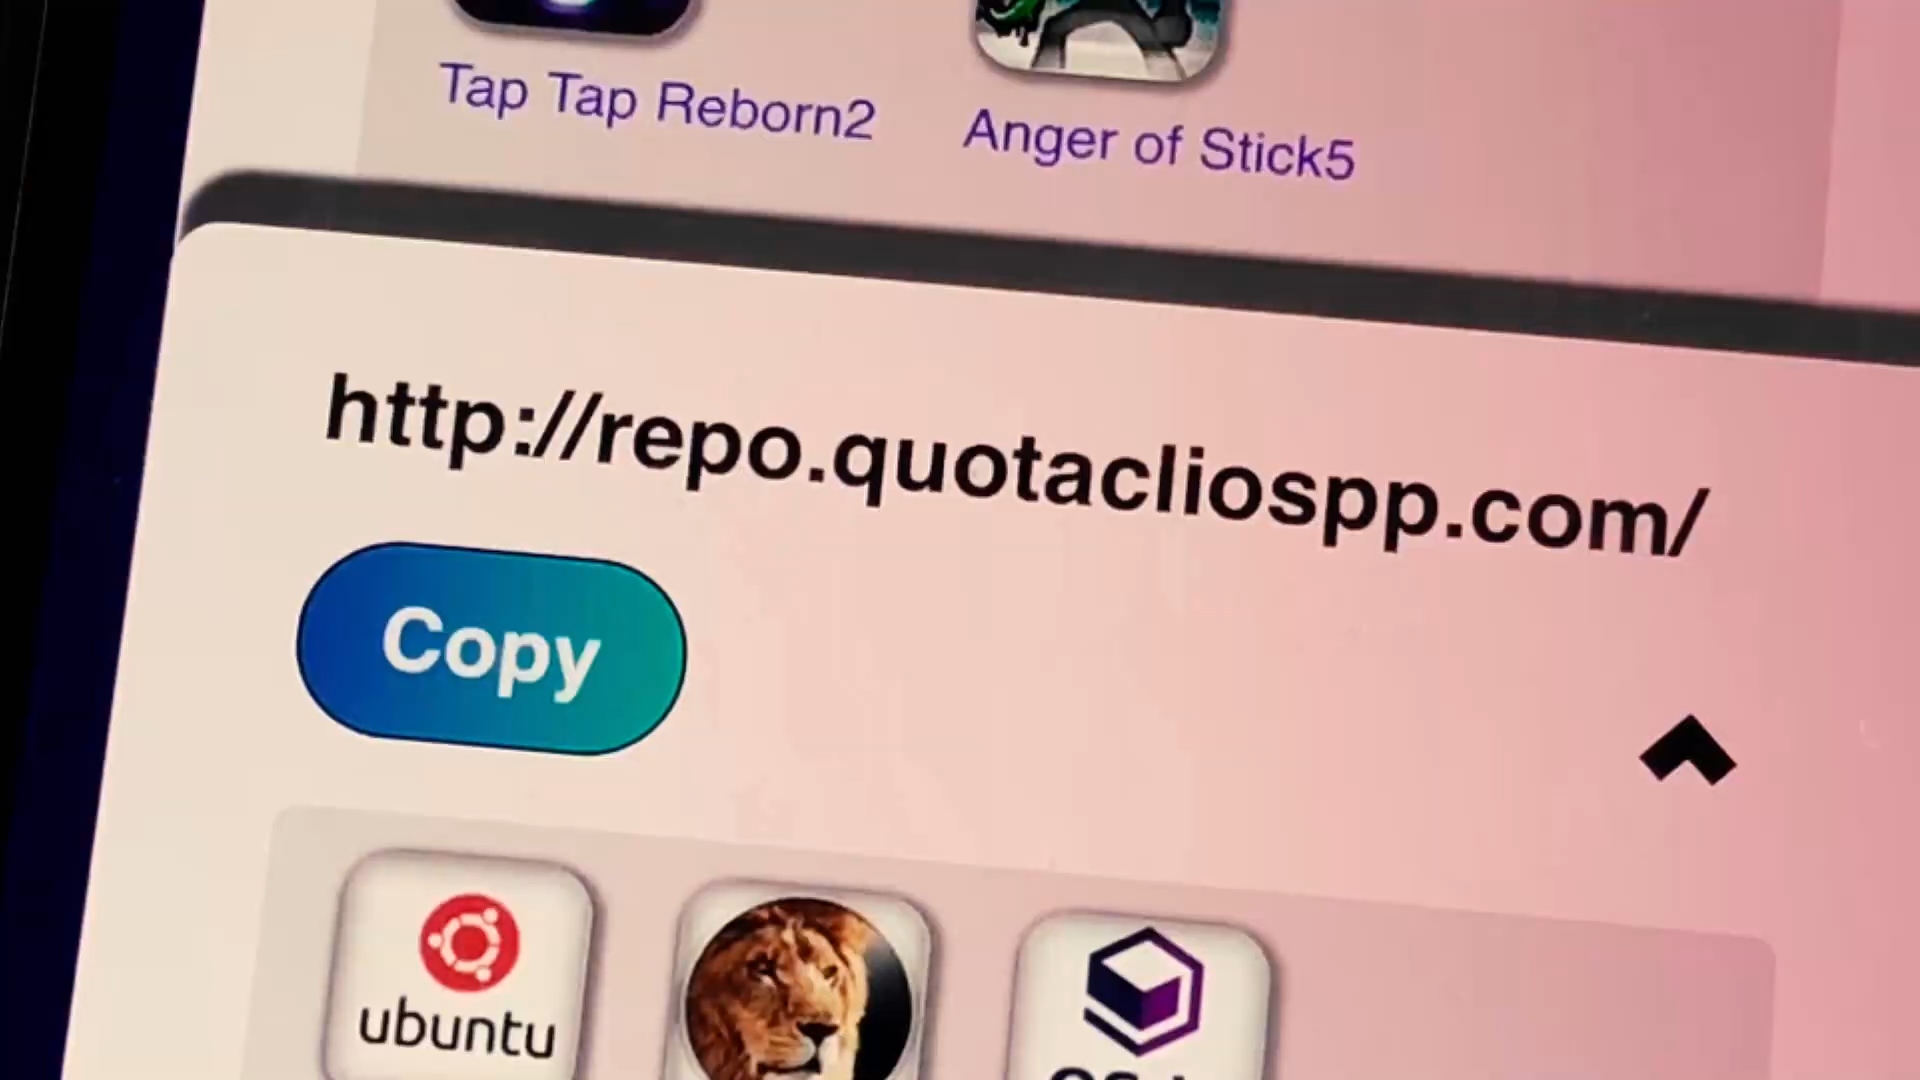 Tap Tap Reborn2
Anger of Stick5
http://repo.quotacliospp.com/
Copy
ubuntu